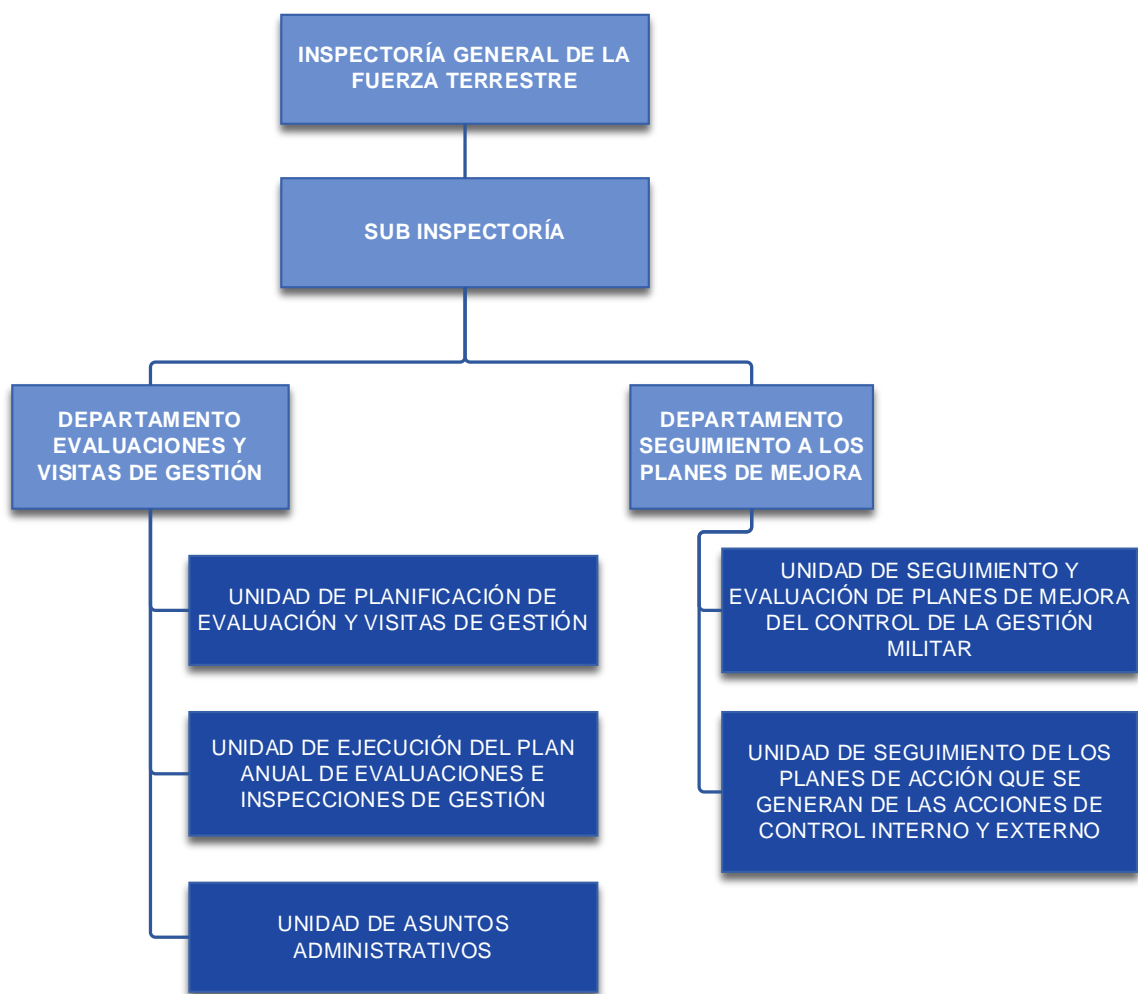 INSPECTORÍA GENERAL DE LA
FUERZA TERRESTRE
SUB INSPECTORÍA
DEPARTAMENTO
EVALUACIONES Y
VISITAS DE GESTIÓN
UNIDAD DE PLANIFICACIÓN DE
EVALUACIÓN Y VISITAS DE GESTIÓN
UNIDAD DE EJECUCIÓN DEL PLAN
ANUAL DE EVALUACIONES E
INSPECCIONES DE GESTIÓN
UNIDAD DE ASUNTOS
ADMINISTRATIVOS
DEPARTAMENTO
SEGUIMIENTO A LOS
PLANES DE MEJORA
UNIDAD DE SEGUIMIENTO Y
EVALUACIÓN DE PLANES DE MEJORA
DEL CONTROL DE LA GESTIÓN
MILITAR
UNIDAD DE SEGUIMIENTO DE LOS
PLANES DE ACCIÓN QUE SE
GENERAN DE LAS ACCIONES DE
CONTROL INTERNO Y EXTERNO